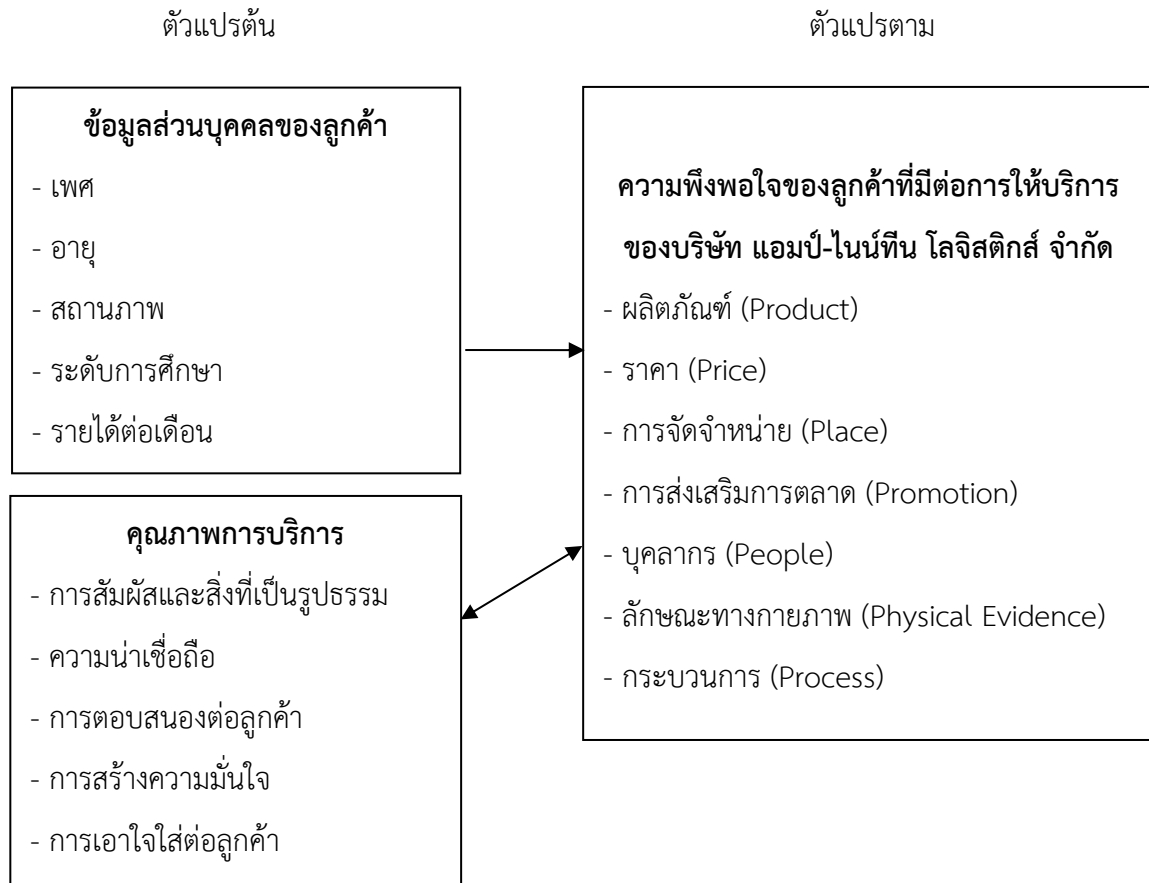 ตัวแปรต้น
ตัวแปรตาม
ข้อมูลส่วนบุคคลของลูกค้า
- เพศ
- อายุ
- สถานภาพ
- ระดับการศึกษา
- รายได้ต่อเดือน
คุณภาพการบริการ
- การสัมผัสและสิ่งที่เป็นรูปธรรม
- ความน่าเชื่อถือ
- การตอบสนองต่อลูกค้า
- การสร้างความมั่นใจ
- การเอาใจใส่ต่อลูกค้า
ความพึงพอใจของลูกค้าที่มีต่อการให้บริการ
ของบริษัท แอมป์-ไนน์ทีน โลจิสติกส์ จำกัด
- ผลิตภัณฑ์ (Product)
- ราคา (Price)
- การจัดจำหน่าย (Place)
- การส่งเสริมการตลาด (Promotion)
- บุคลากร (People)
- ลักษณะทางกายภาพ (Physical Evidence)
- กระบวนการ (Process)